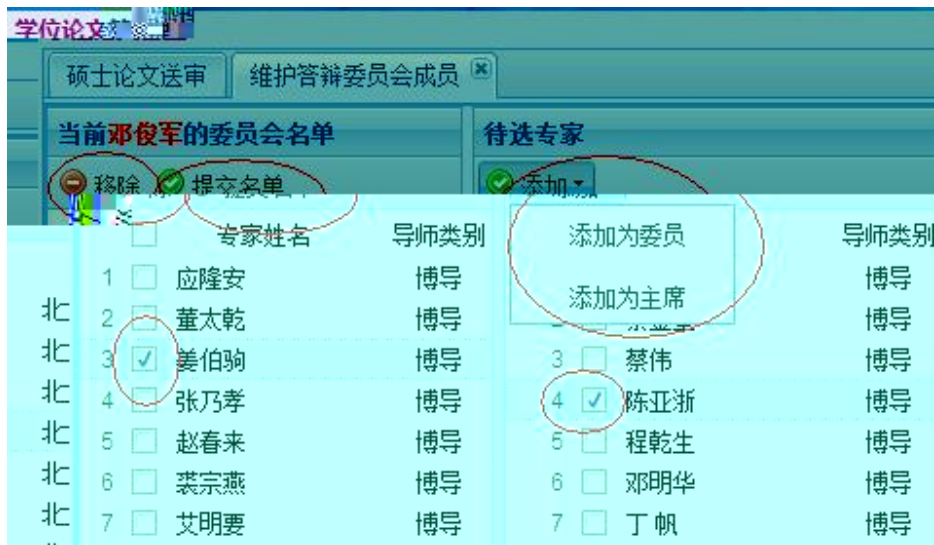 学位论文
硕士论文送审 维护答辩委员会成员
当前邓俊军的委员会名单 待选专家
移除 提交名单 添加
专家姓名 导师类别 添加为委员 导师类别
1 应隆安 博导 博导
北 2 董太乾 博导 添加为主席 博导
北 3 姜伯驹 博导 3 蔡伟 博导
北 4 张乃孝 博导 4 陈亚浙 博导
北 5 赵春来 博导 5 程乾生 博导
北 6 裘宗燕 博导 6 邓明华 博导
北 7 艾明要 博导 7 丁帆 博导